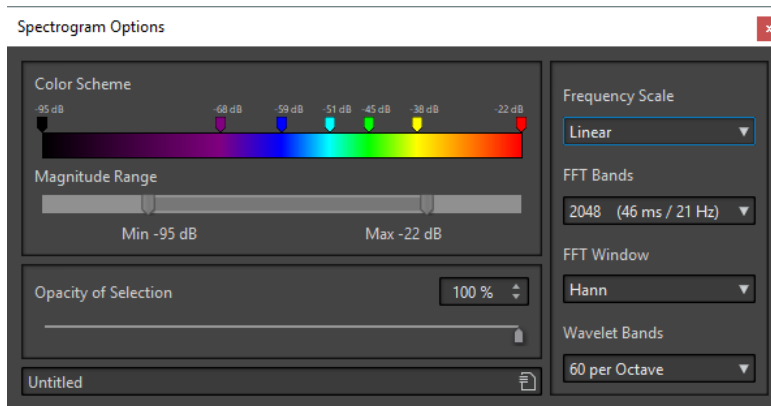 Spectrogram Options
x
Color Scheme
-95 dB -68 dB -59 dB -51 dB -45 dB -38 dB -22 dB
Magnitude Range
Min -95 dB Max -22 dB
Opacity of Selection 100 %
Untitled
Frequency Scale
Linear
FFT Bands
2048 (46 ms / 21 Hz)
FFT Window
Hann
Wavelet Bands
60 per Octave